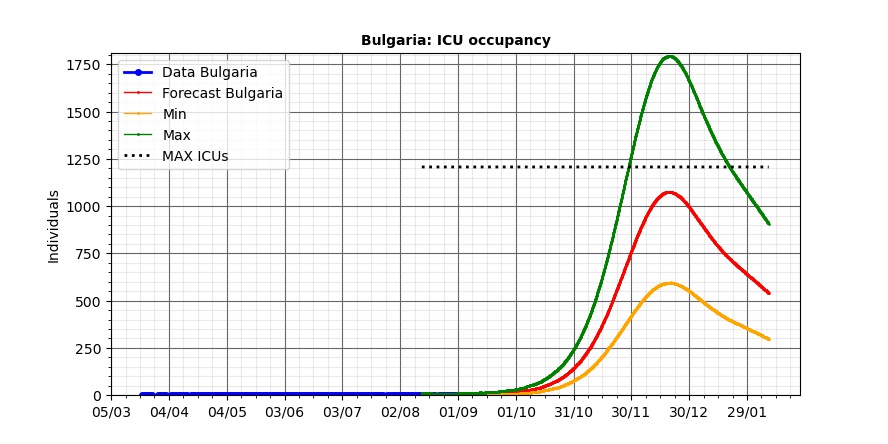 Bulgaria: ICU occupancy
Data Bulgaria
Forecast Bulgaria
Min
Max
MAX ICUs
Individuals
1750
1500
1250
1000
750
500
250
0
05/03 04/04 04/05 03/06 03/07 02/08 01/09 01/10 31/10 30/11 30/12 29/01